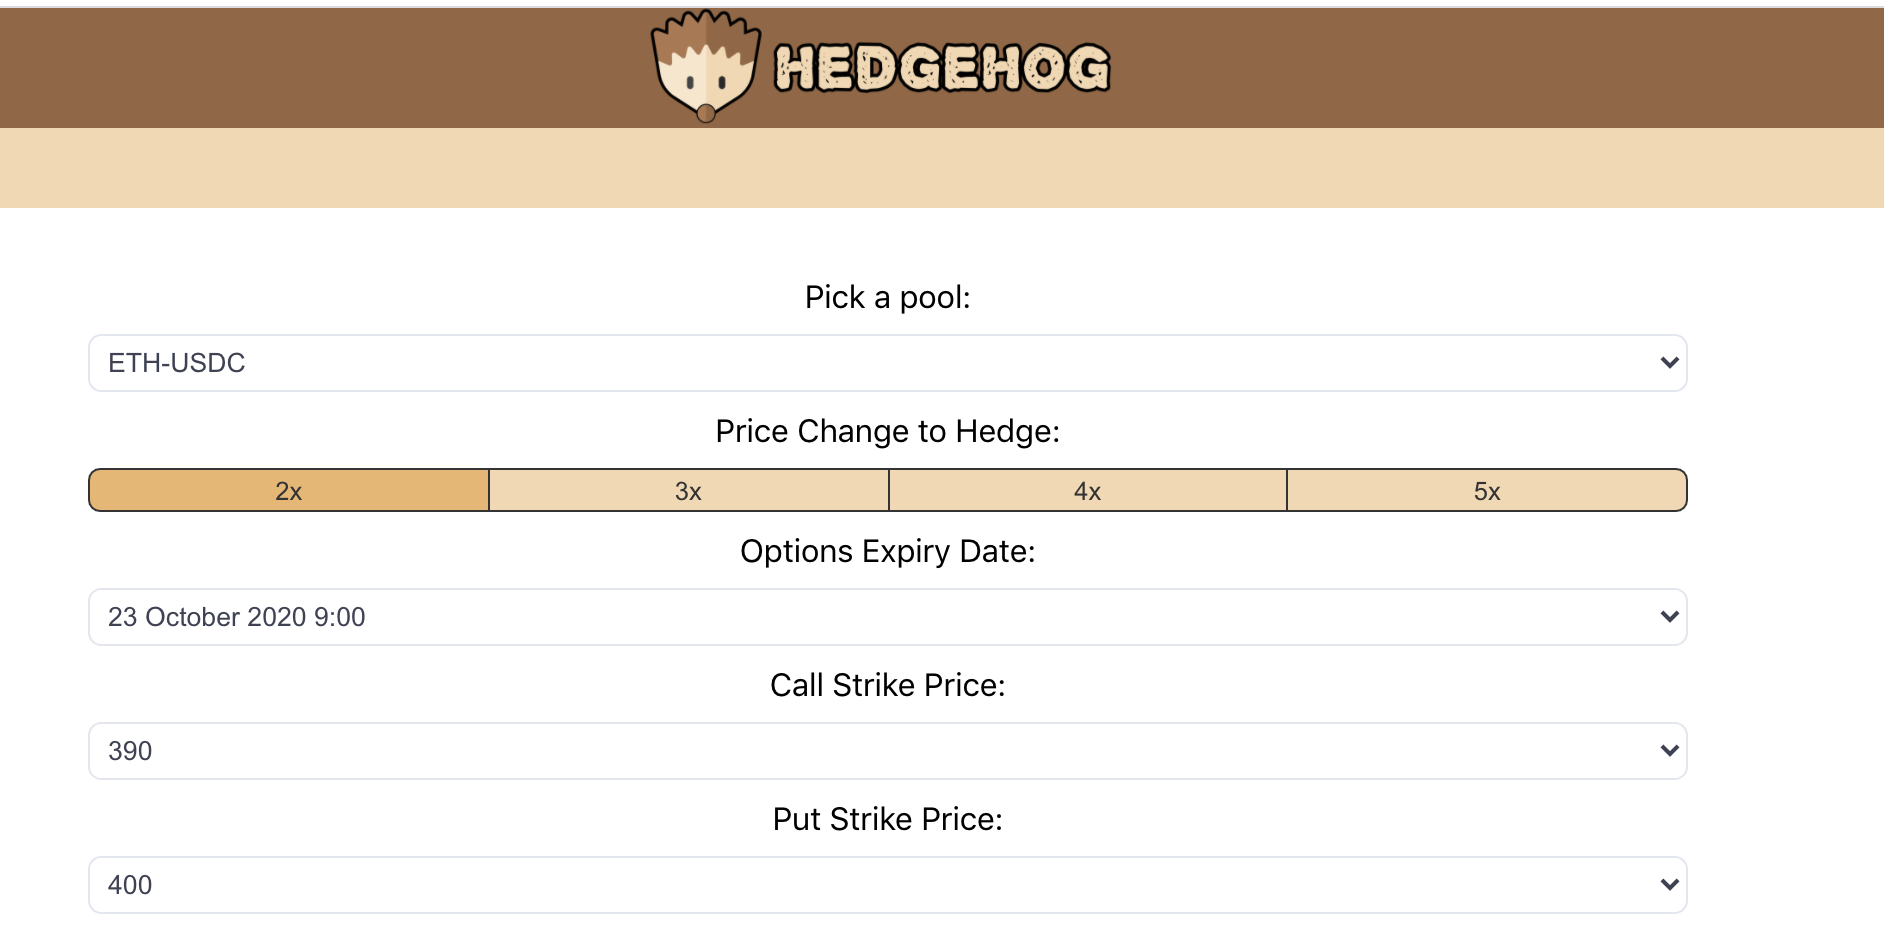 HEDGEHOG
Pick a pool:
ETH-USDC
Price Change to Hedge:
2x 3x 4x 5x
Options Expiry Date:
23 October 2020 9:00
Call Strike Price:
390
Put Strike Price:
400